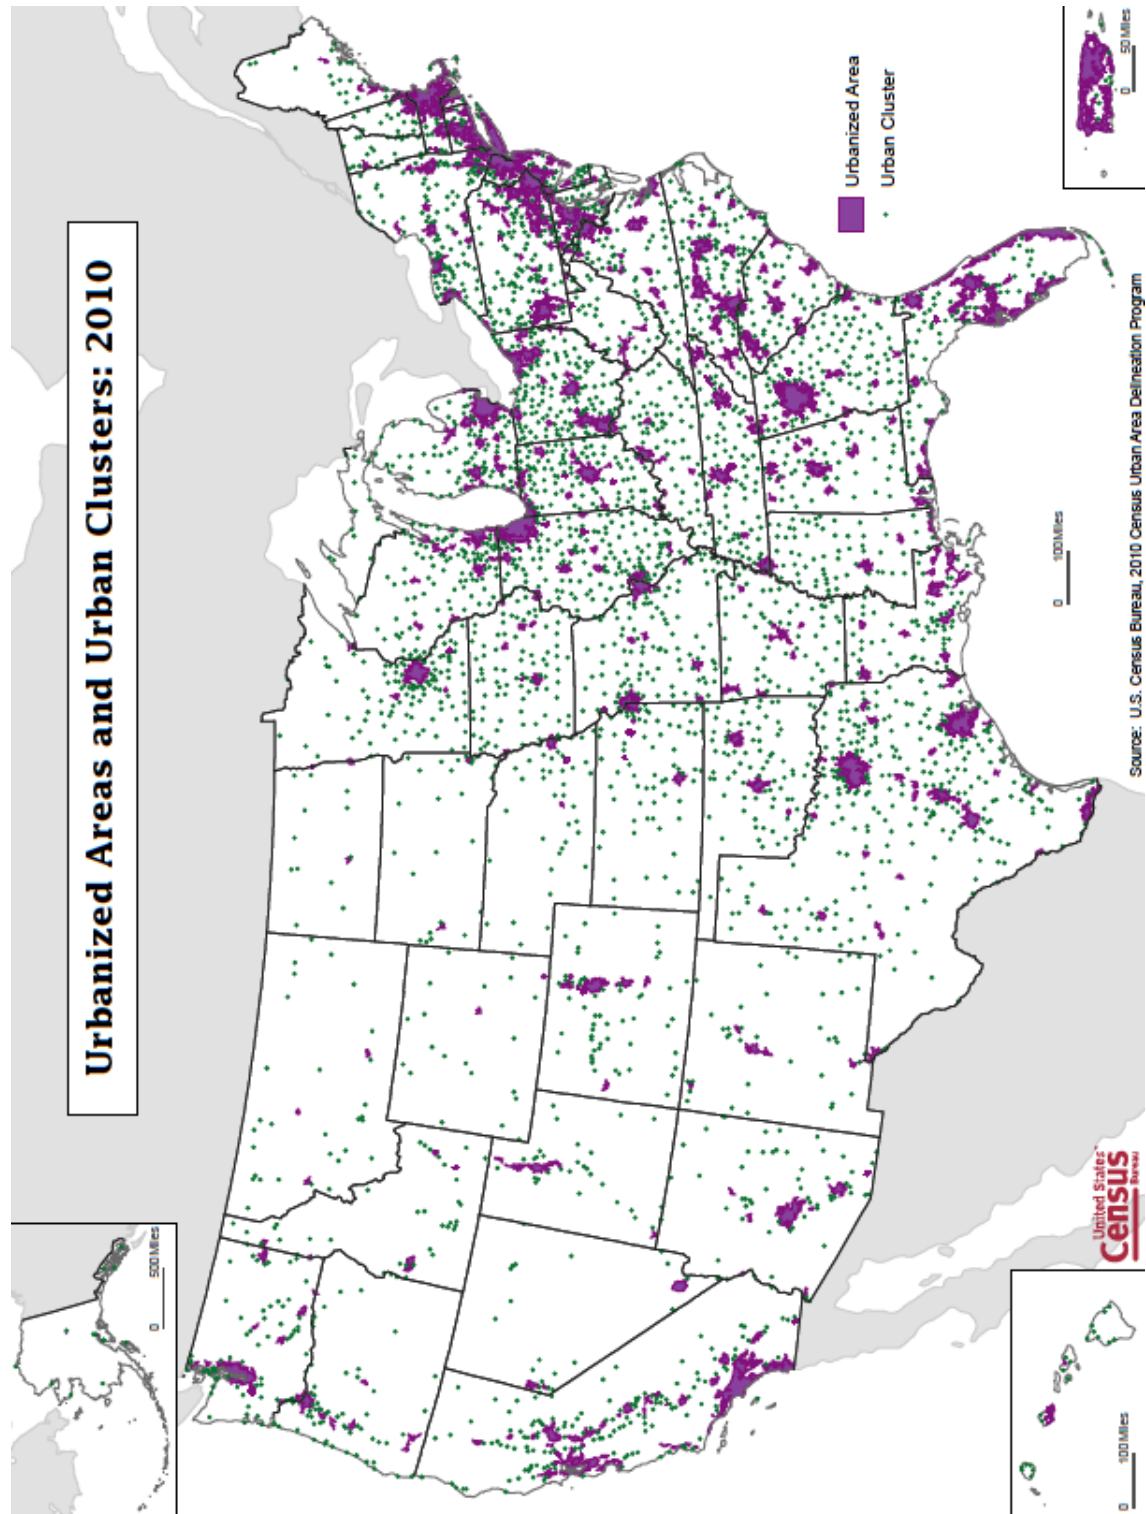 Urbanized Areas and Urban Clusters: 2010
Urbanized Area
Urban Cluster
0 500 Miles
0 100 Miles
0 100 Miles
0 50 Miles
United States™
Census
Bureau
Source: U.S. Census Bureau, 2010 Census Urban Area Delineation Program